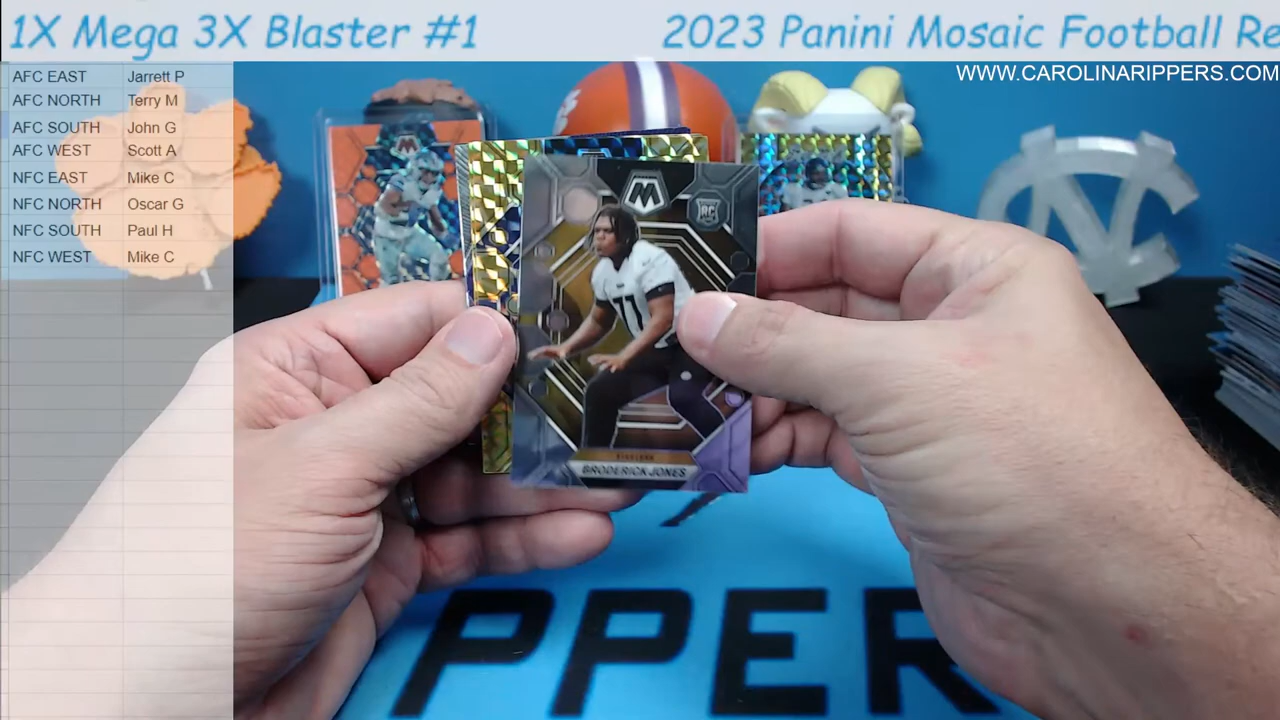 1X Mega 3X Blaster #1
2023 Panini Mosaic Football Re
WWW.CAROLINARIPPERS.COM
AFC EAST Jarrett P
AFC NORTH Terry M
AFC SOUTH John G
AFC WEST Scott A
NFC EAST Mike C
NFC NORTH Oscar G
NFC SOUTH Paul H
NFC WEST Mike C
M
RC
77
STEELERS
BRODERICK JONES
PPER